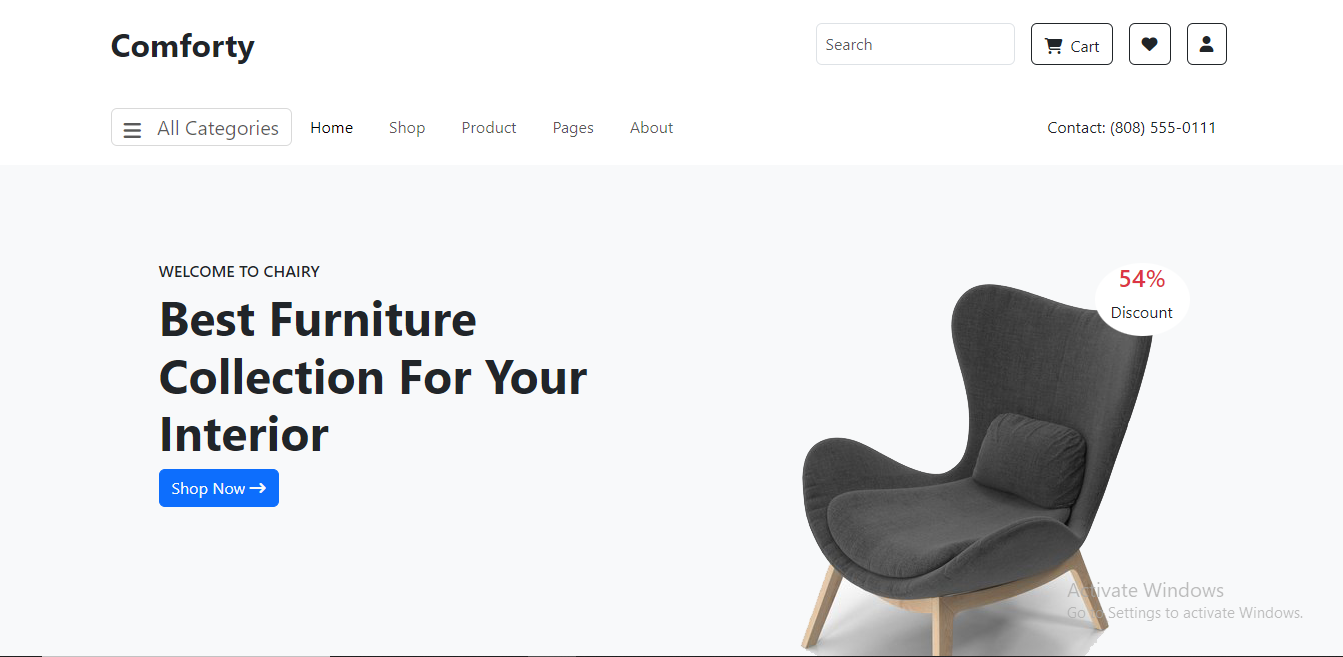 Comforty
Search
Cart
All Categories
Home
Shop
Product
Pages
About
Contact: (808) 555-0111
WELCOME TO CHAIRY
Best Furniture
Collection For Your
Interior
Shop Now
54%
Discount
Activate Windows
Go to Settings to activate Windows.